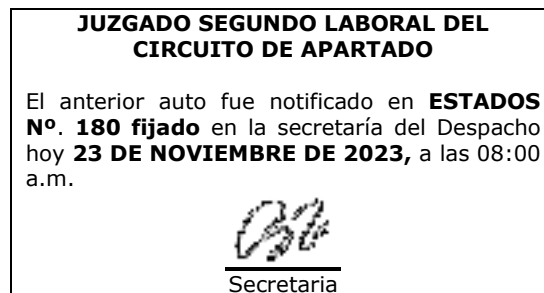 JUZGADO SEGUNDO LABORAL DEL
CIRCUITO DE APARTADO
El anterior auto fue notificado en ESTADOS
Nº. 180 fijado en la secretaría del Despacho
hoy 23 DE NOVIEMBRE DE 2023, a las 08:00
a.m.
Secretaria